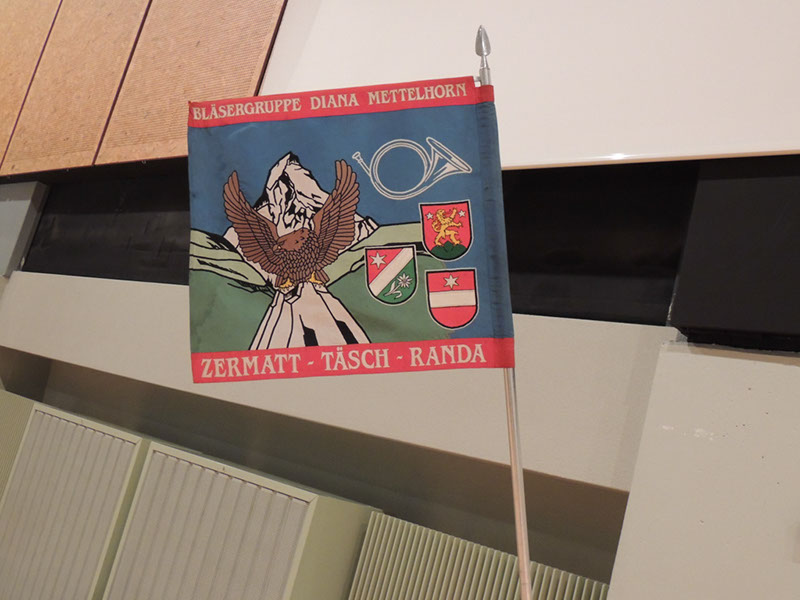 BLÄSERGRUPPE DIANA METTELHORN
ZERMATT - TÄSCH - RANDA